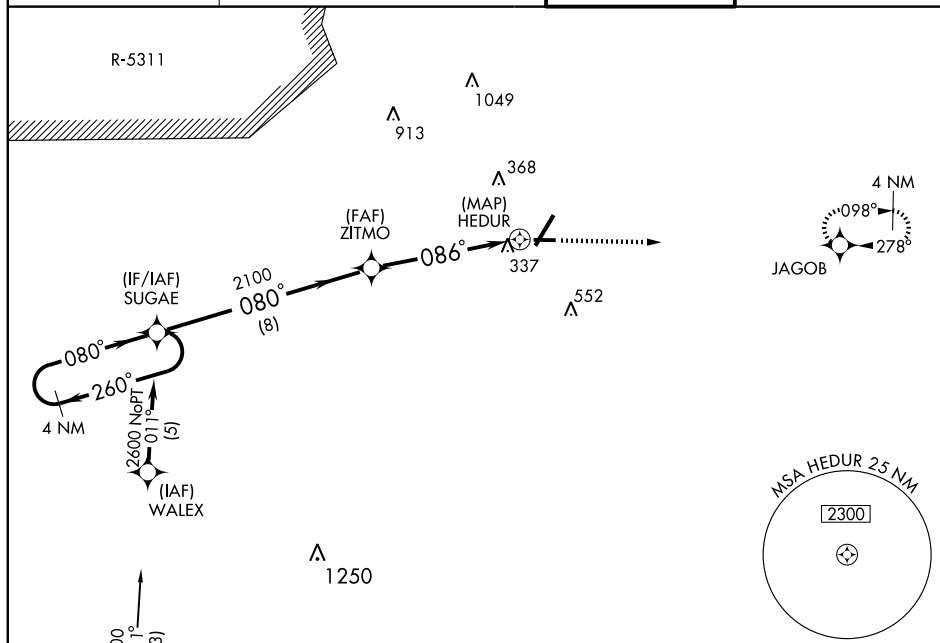 R-5311
1049
913
368
4 NM
(MAP)
HEDUR
098°
(FAF)
ZITMO
086°
278°
337
JAGOB
(IF/IAF)
SUGAE
2100
080°
(8)
552
080°
260°
4 NM
2600 NoPT
011°
(5)
(IAF)
WALEX
MSA HEDUR 25 NM
2300
1250